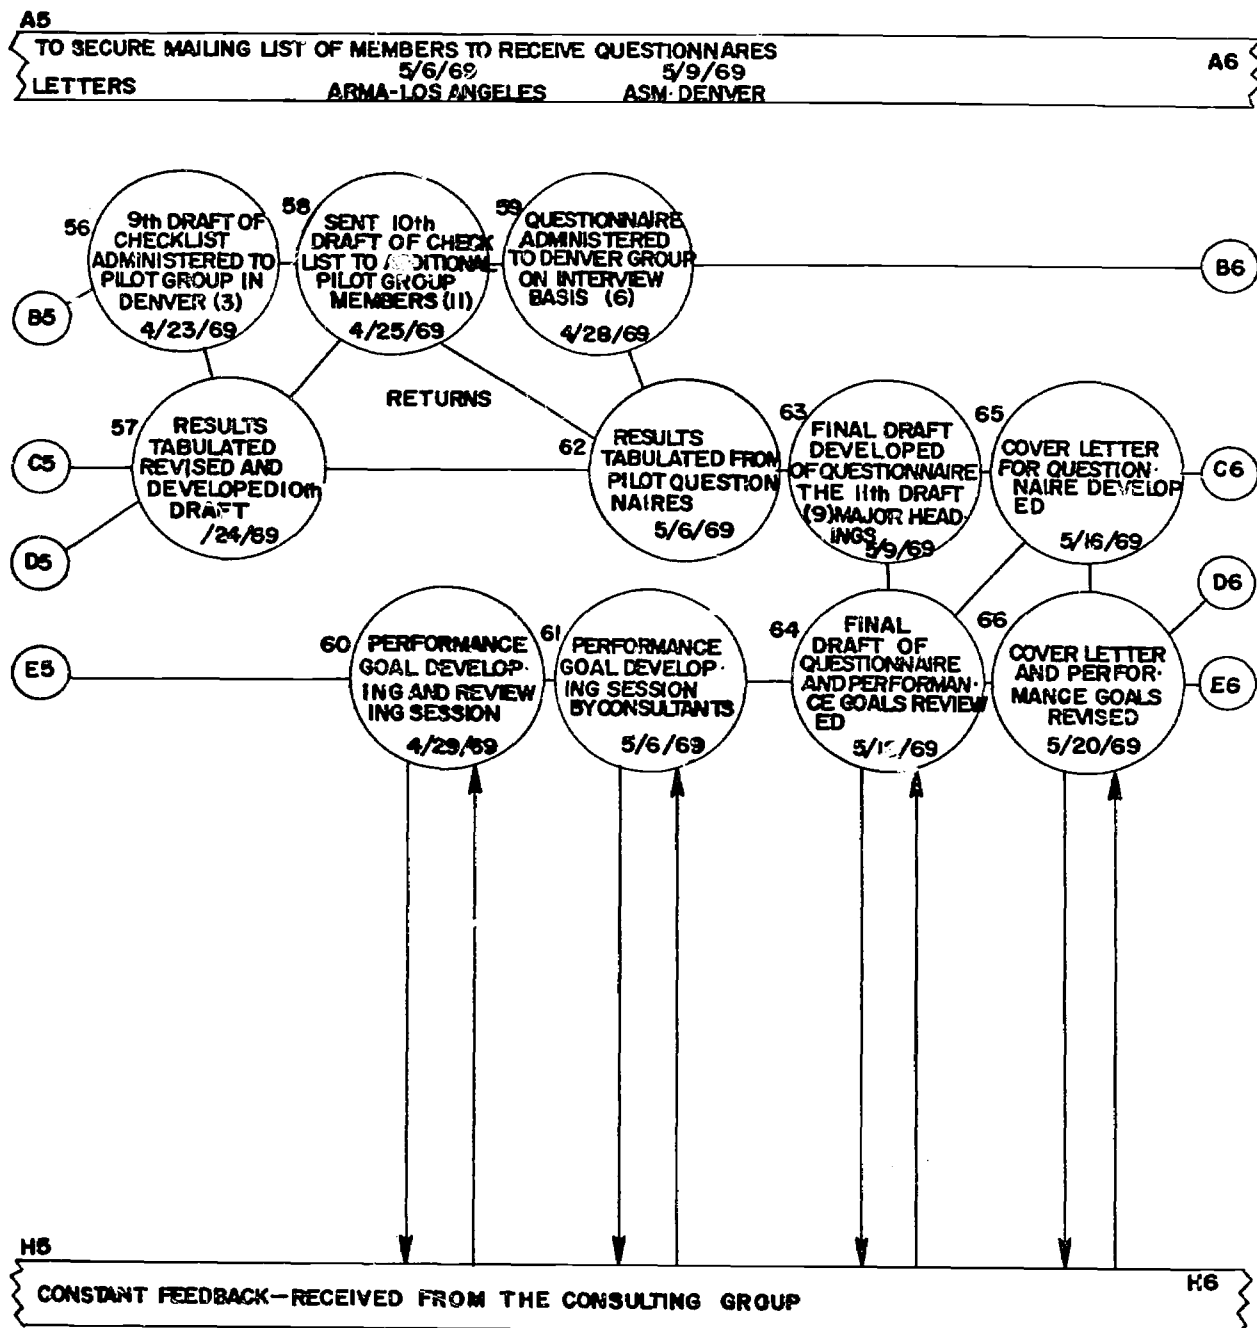 A5
TO SECURE MAILING LIST OF MEMBERS TO RECEIVE QUESTIONNARES
A6
5/6/69 5/9/69
LETTERS ARMA-LOS ANGELES ASM-DENVER
56
9th DRAFT OF
CHECKLIST
ADMINISTERED TO
PILOT GROUP IN
DENVER (3)
4/23/69
58
SENT 10th
DRAFT OF CHECK
LIST TO ADDITIONAL
PILOT GROUP
MEMBERS (11)
4/25/69
59
QUESTIONNAIRE
ADMINISTERED
TO DENVER GROUP
ON INTERVIEW
BASIS (6)
4/28/69
B6
B5
RETURNS
57
RESULTS
TABULATED
REVISED AND
DEVELOPED 10th
DRAFT
/24/69
C5
D5
62
RESULTS
TABULATED FROM
PILOT QUESTION
NAIRES
5/6/69
63
FINAL DRAFT
DEVELOPED
OF QUESTIONNAIRE
THE 11th DRAFT
(9) MAJOR HEAD-
INGS
5/9/69
65
COVER LETTER
FOR QUESTION-
NAIRE DEVELOP
ED
5/16/69
C6
D6
E5
60
PERFORMANCE
GOAL DEVELOP-
ING AND REVIEW
ING SESSION
4/29/69
61
PERFORMANCE
GOAL DEVELOP-
ING SESSION
BY CONSULTANTS
5/6/69
64
FINAL
DRAFT OF
QUESTIONNAIRE
AND PERFORMAN-
CE GOALS REVIEW
ED
66
COVER LETTER
AND PERFOR-
MANCE GOALS
REVISED
5/20/69
E6
H5
CONSTANT FEEDBACK—RECEIVED FROM THE CONSULTING GROUP
H6